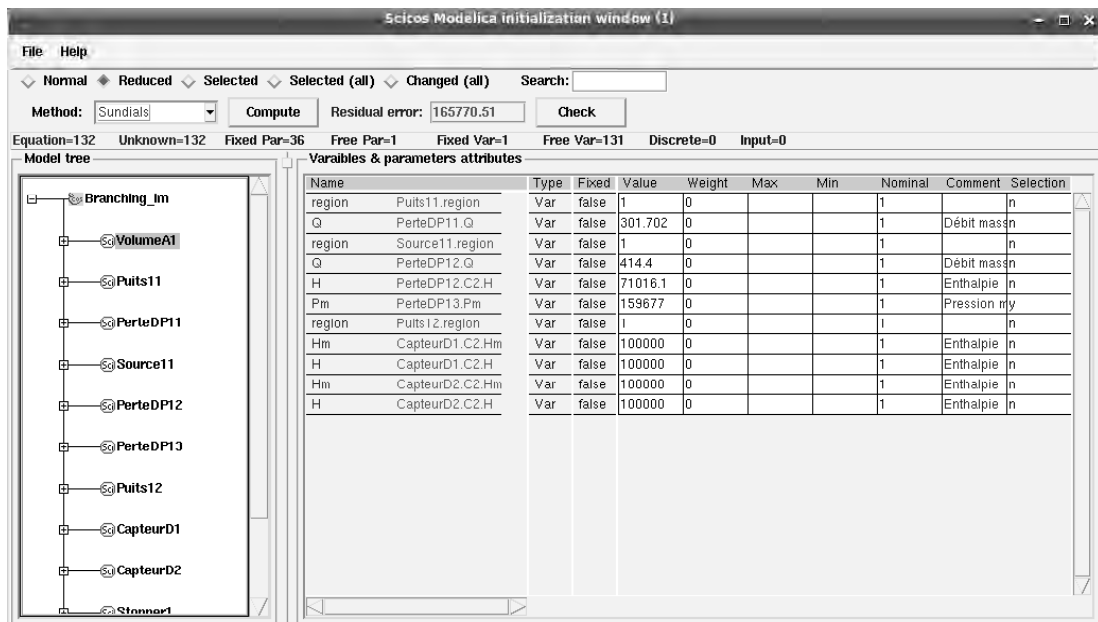 Scicos Modelica initialization window (1)
File Help
Normal Reduced Selected Selected (all) Changed (all) Search:
Method: Sundials Compute Residual error: 165770.51 Check
Equation=132 Unknown=132 Fixed Par=36 Free Par=1 Fixed Var=1 Free Var=131 Discrete=0 Input=0
Model tree
Branching_im
VolumeA1
Puits11
PerteDP11
Source11
PerteDP12
PerteDP13
Puits12
CapteurD1
CapteurD2
Stopper1
Varaibles & parameters attributes
Name Type Fixed Value Weight Max Min Nominal Comment Selection
region Puits11.region Var false 1 0 1 n
Q PerteDP11.Q Var false 301.702 0 1 Débit mass n
region Source11.region Var false 1 0 1 n
Q PerteDP12.Q Var false 414.4 0 1 Débit mass n
H PerteDP12.C2.H Var false 71016.1 0 1 Enthalpie n
Pm PerteDP13.Pm Var false 159677 0 1 Pression m y
region Puits12.region Var false 1 0 1 n
Hm CapteurD1.C2.Hm Var false 100000 0 1 Enthalpie n
H CapteurD1.C2.H Var false 100000 0 1 Enthalpie n
Hm CapteurD2.C2.Hm Var false 100000 0 1 Enthalpie n
H CapteurD2.C2.H Var false 100000 0 1 Enthalpie n